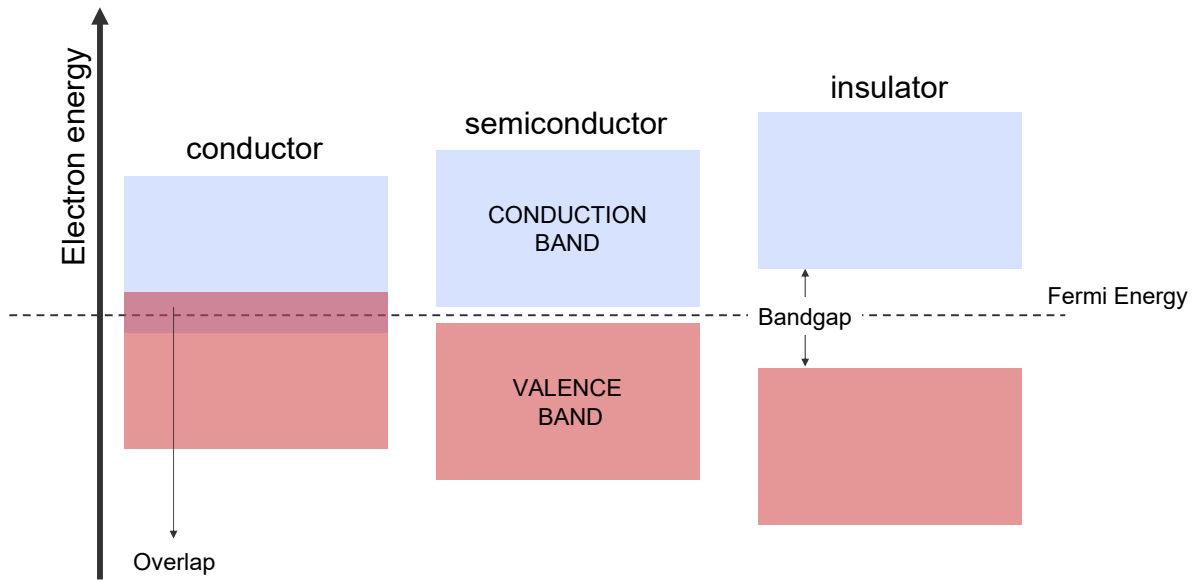 Electron energy
conductor
semiconductor
insulator
CONDUCTION
BAND
Fermi Energy
Bandgap
VALENCE
BAND
Overlap